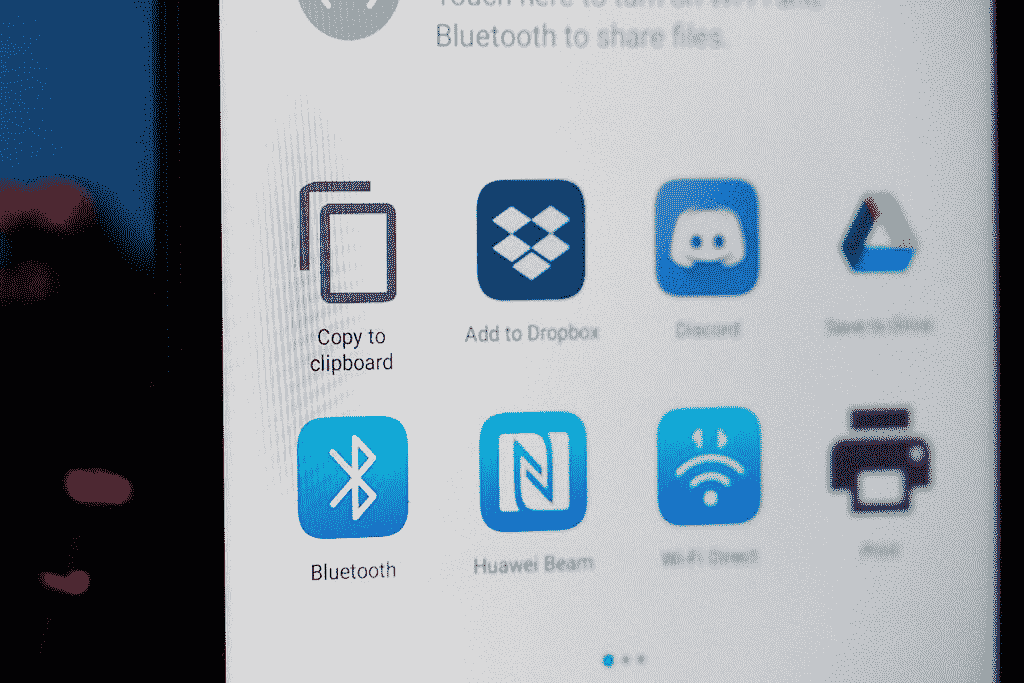 Touch here to turn on Wi-Fi and
Bluetooth to share files.
Copy to
clipboard
Add to Dropbox
Discord
Save to Drive
Bluetooth
Huawei Beam
Wi-Fi Direct
Print